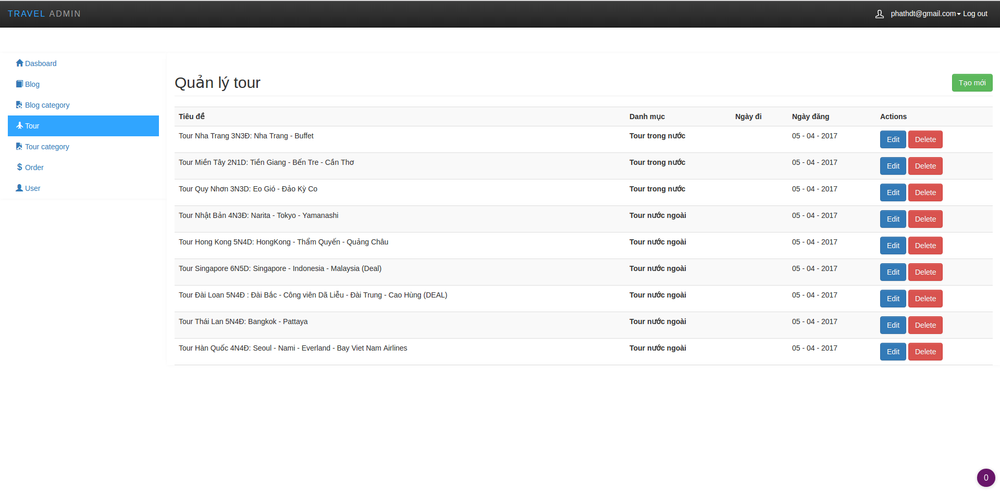 TRAVEL ADMIN
phathdt@gmail.com Log out
Dasboard
Blog
Blog category
Tour
Tour category
Order
User
Quản lý tour
Tạo mới
Tiêu đề Danh mục Ngày đi Ngày đăng Actions
Tour Nha Trang 3N3Đ: Nha Trang - Buffet Tour trong nước 05 - 04 - 2017 Edit Delete
Tour Miền Tây 2N1D: Tiền Giang - Bến Tre - Cần Thơ Tour trong nước 05 - 04 - 2017 Edit Delete
Tour Quy Nhơn 3N3D: Eo Gió - Đảo Kỳ Co Tour trong nước 05 - 04 - 2017 Edit Delete
Tour Nhật Bản 4N3Đ: Narita - Tokyo - Yamanashi Tour nước ngoài 05 - 04 - 2017 Edit Delete
Tour Hong Kong 5N4D: HongKong - Thẩm Quyến - Quảng Châu Tour nước ngoài 05 - 04 - 2017 Edit Delete
Tour Singapore 6N5D: Singapore - Indonesia - Malaysia (Deal) Tour nước ngoài 05 - 04 - 2017 Edit Delete
Tour Đài Loan 5N4Đ : Đài Bắc - Công viên Dã Liễu - Đài Trung - Cao Hùng (DEAL) Tour nước ngoài 05 - 04 - 2017 Edit Delete
Tour Thái Lan 5N4Đ: Bangkok - Pattaya Tour nước ngoài 05 - 04 - 2017 Edit Delete
Tour Hàn Quốc 4N4Đ: Seoul - Nami - Everland - Bay Viet Nam Airlines Tour nước ngoài 05 - 04 - 2017 Edit Delete
0